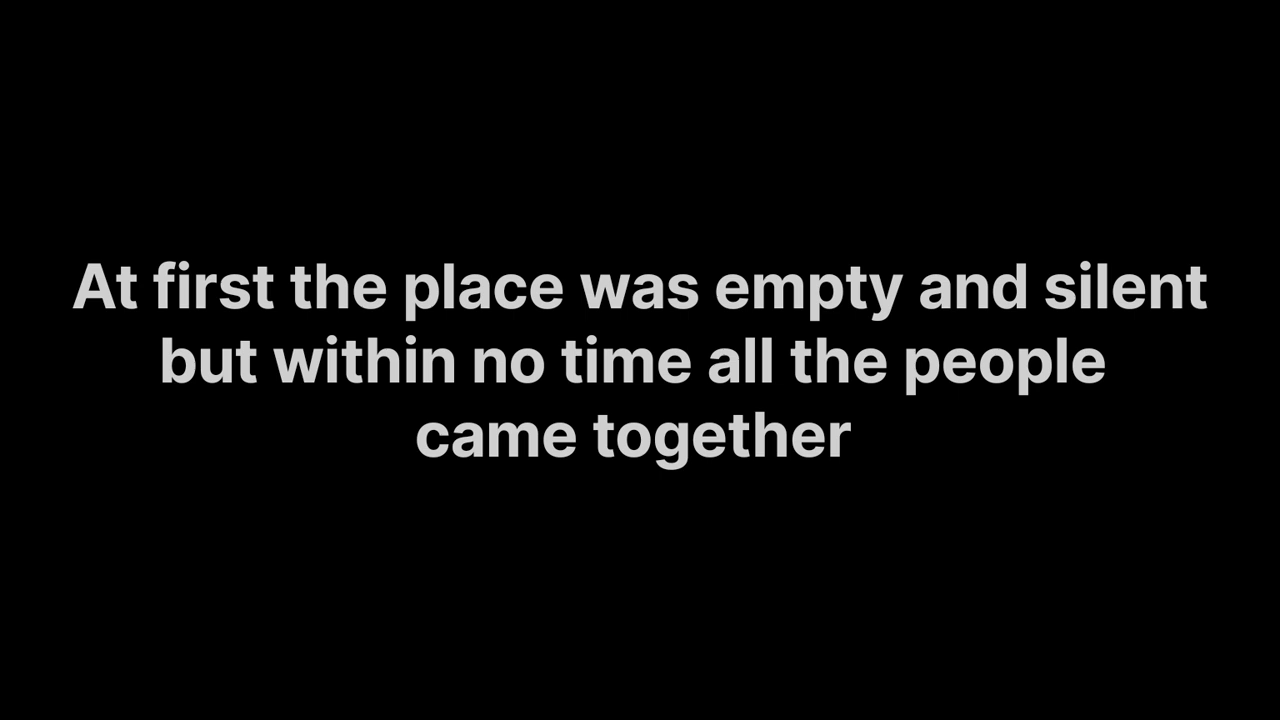 At first the place was empty and silent
but within no time all the people
came together